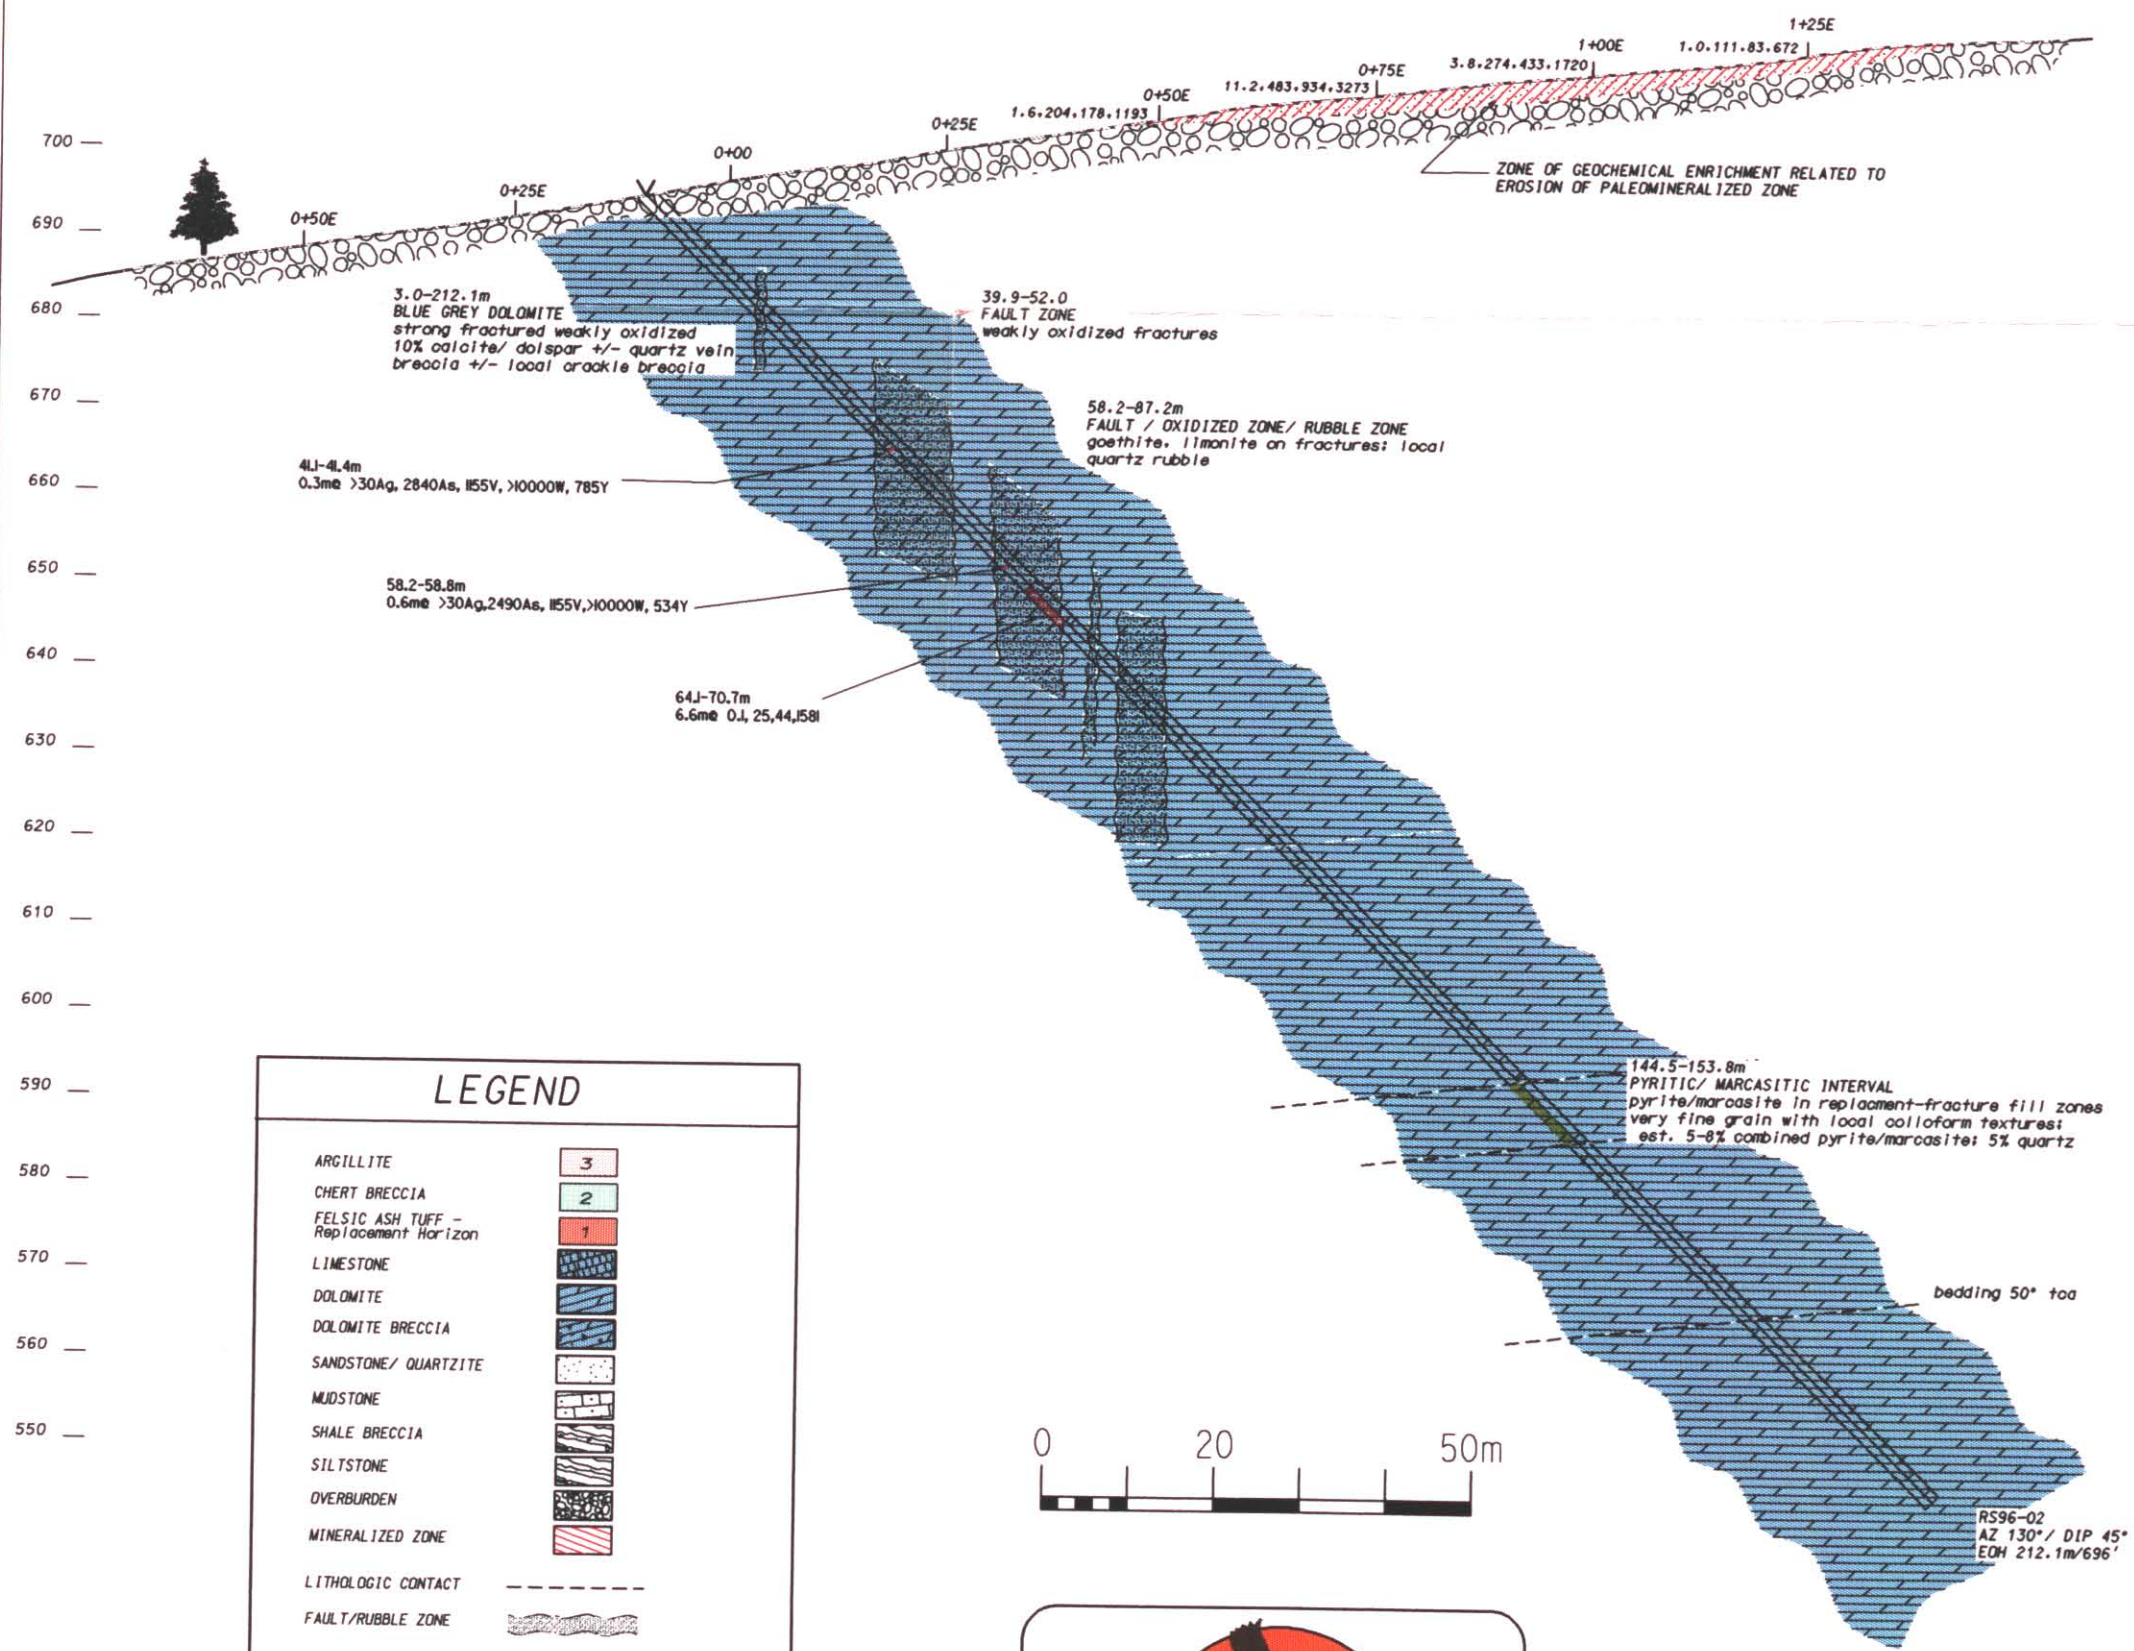 1+25E
1.0.111.83.672
1+00E
3.8.274.433.1720
0+75E
11.2.483.934.3273
0+50E
1.6.204.178.1193
0+25E
0+00
0+25E
0+50E
ZONE OF GEOCHEMICAL ENRICHMENT RELATED TO
EROSION OF PALEOMINERALIZED ZONE
700
690
680
670
660
650
640
630
620
610
600
590
580
570
560
550
3.0-212.1m
BLUE GREY DOLOMITE
strong fractured weakly oxidized
10% calcite/ dolspar +/- quartz vein
breccia +/- local crackle breccia
39.9-52.0
FAULT ZONE
weakly oxidized fractures
58.2-87.2m
FAULT / OXIDIZED ZONE/ RUBBLE ZONE
goethite, limonite on fractures; local
quartz rubble
41.1-41.4m
0.3m@ >30Ag, 2840As, 1155V, >10000W, 785Y
58.2-58.8m
0.6m@ >30Ag,2490As, 1155V,>10000W, 534Y
64.1-70.7m
6.6m@ 0.1, 25,44,1581
144.5-153.8m
PYRITIC/ MARCASITIC INTERVAL
pyrite/marcasite in replacment-fracture fill zones
very fine grain with local colloform textures;
est. 5-8% combined pyrite/marcasite; 5% quartz
bedding 50° tca
RS96-02
AZ 130°/ DIP 45°
EOH 212.1m/696'
LEGEND
ARGILLITE 3
CHERT BRECCIA 2
FELSIC ASH TUFF -
Replacement Horizon 1
LIMESTONE
DOLOMITE
DOLOMITE BRECCIA
SANDSTONE/ QUARTZITE
MUDSTONE
SHALE BRECCIA
SILTSTONE
OVERBURDEN
MINERALIZED ZONE
LITHOLOGIC CONTACT
FAULT/RUBBLE ZONE
0 20 50m